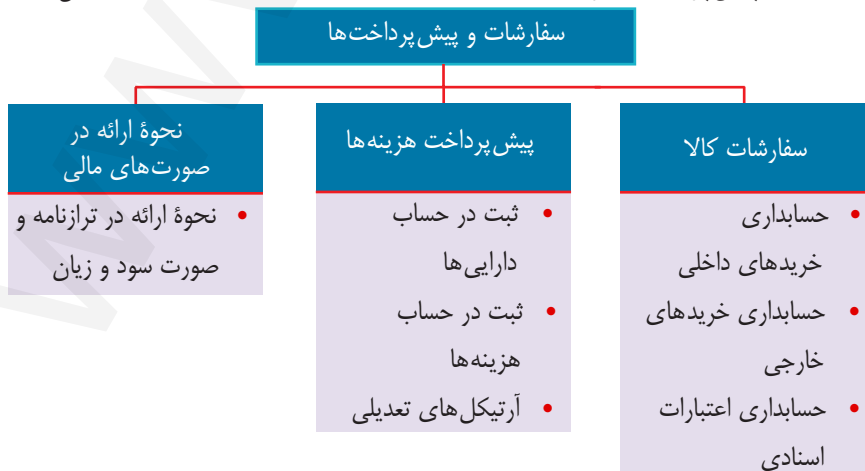 سفارشات و پیش‌پرداخت‌ها
سفارشات کالا
• حسابداری
خریدهای داخلی
• حسابداری خریدهای
خارجی
• حسابداری اعتبارات
اسنادی
پیش‌پرداخت هزینه‌ها
• ثبت در حساب
دارایی‌ها
• ثبت در حساب
هزینه‌ها
• آرتیکل‌های تعدیلی
نحوۀ ارائه در
صورت‌های مالی
• نحوۀ ارائه در ترازنامه و
صورت سود و زیان